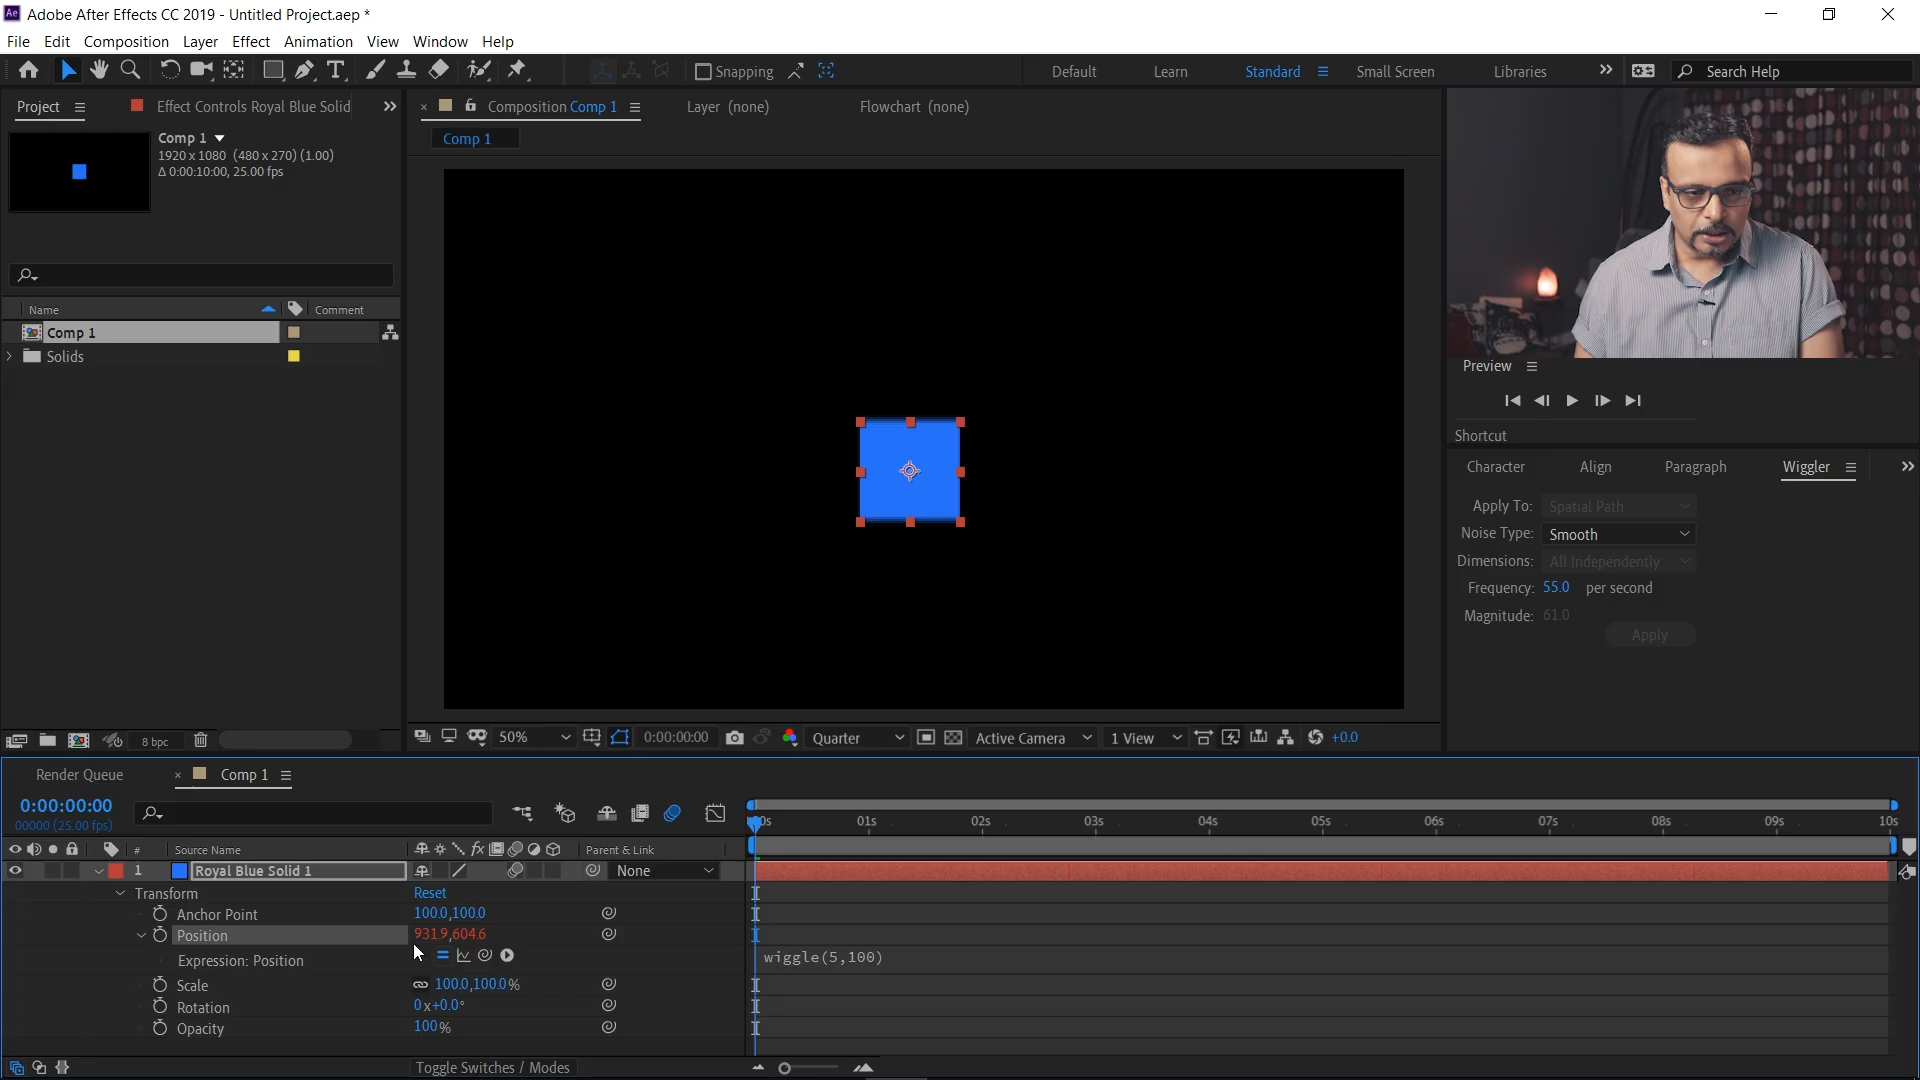 Ae Adobe After Effects CC 2019 - Untitled Project.aep *
File Edit Composition Layer Effect Animation View Window Help
Snapping Default Learn Standard Small Screen Libraries Search Help
Project Effect Controls Royal Blue Solid Composition Comp 1 Layer (none) Flowchart (none)
Comp 1
1920 x 1080 (480 x 270) (1.00)
Δ 0:00:10:00, 25.00 fps
Comp 1
Name Comment
Comp 1
Solids
Preview
Shortcut
Character Align Paragraph Wiggler
Apply To: Spatial Path
Noise Type: Smooth
Dimensions: All Independently
Frequency: 55.0 per second
Magnitude: 61.0
Apply
8 bpc
50% 0:00:00:00 Quarter Active Camera 1 View +0.0
Render Queue Comp 1
0:00:00:00
00000 (25.00 fps)
01s 02s 03s 04s 05s 06s 07s 08s 09s 10s
# Source Name fx Parent & Link
1 Royal Blue Solid 1 None
Transform Reset
Anchor Point 100.0,100.0
Position 931.9,604.6
Expression: Position wiggle(5,100)
Scale 100.0,100.0%
Rotation 0x+0.0°
Opacity 100%
Toggle Switches / Modes